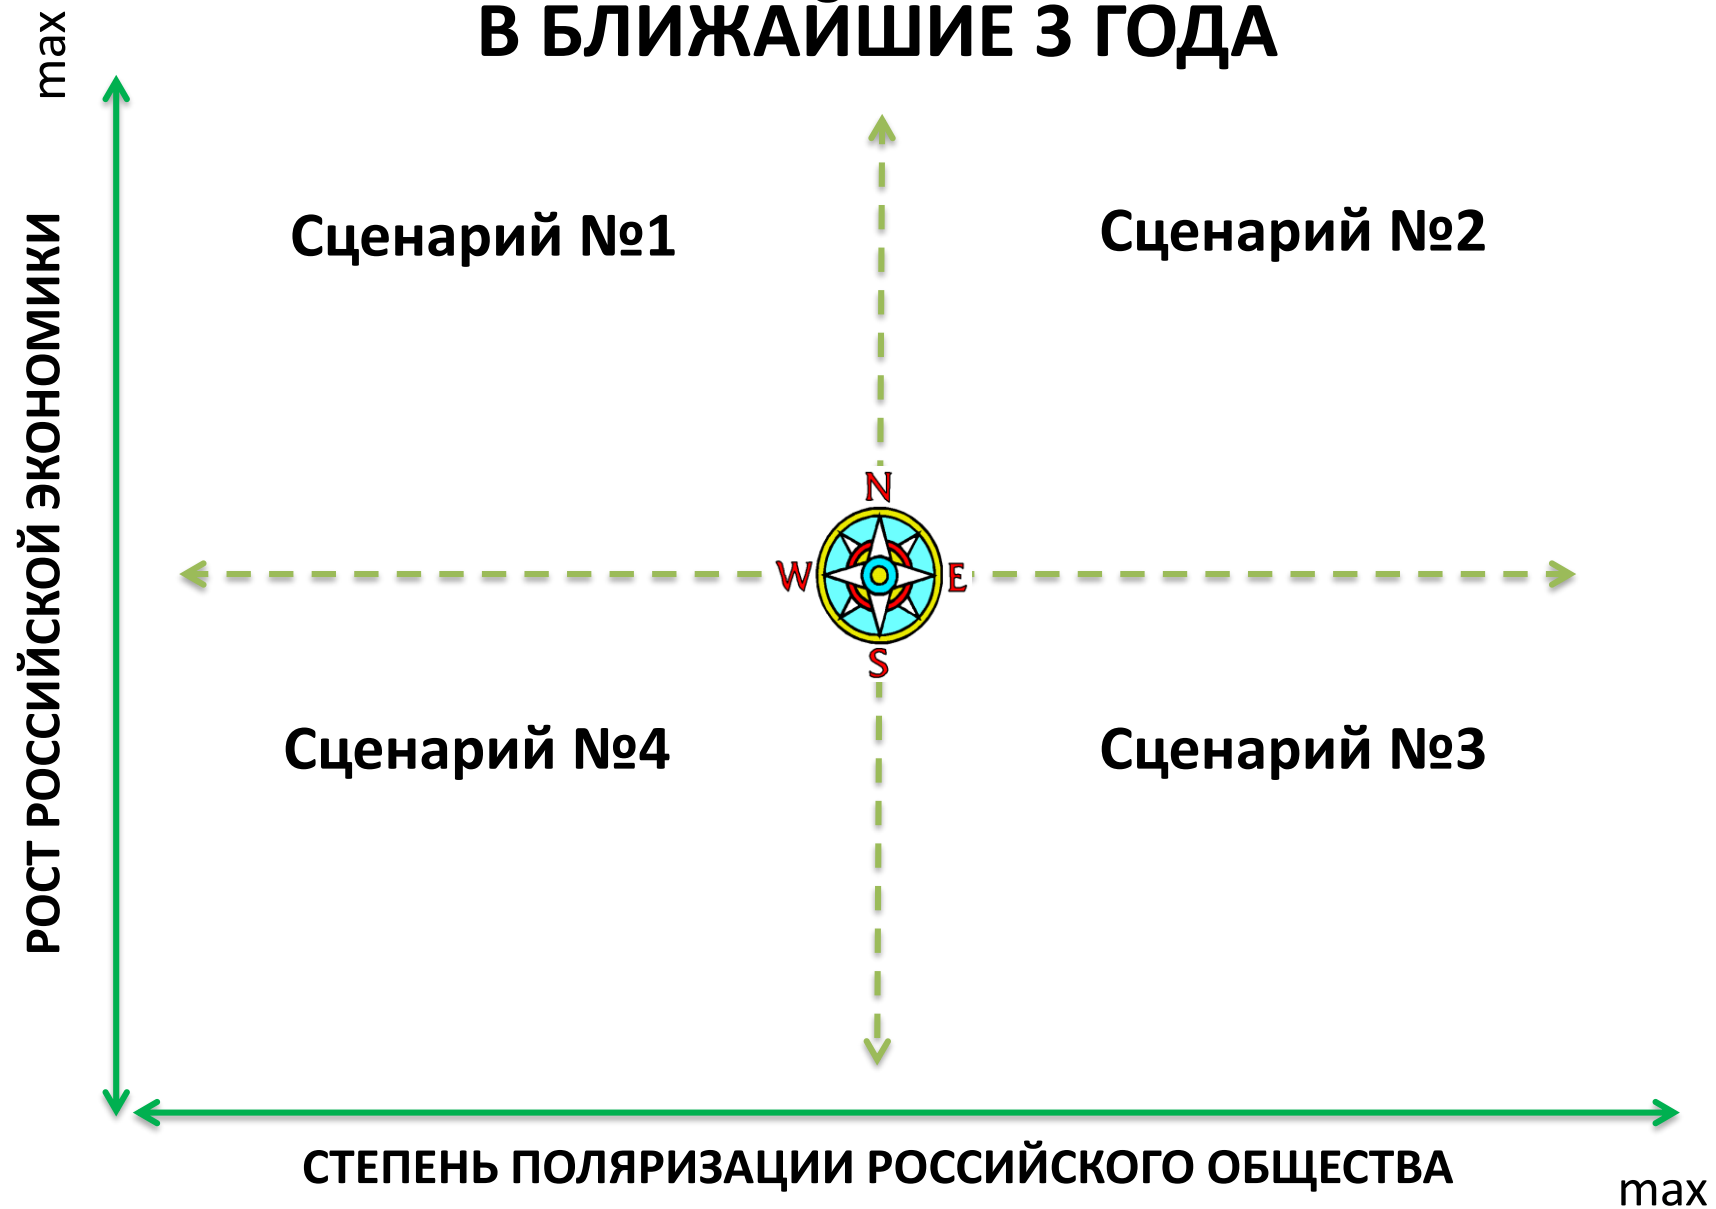 В БЛИЖАЙШИЕ 3 ГОДА
max
РОСТ РОССИЙСКОЙ ЭКОНОМИКИ
Сценарий №1
Сценарий №2
N
W
E
S
Сценарий №4
Сценарий №3
СТЕПЕНЬ ПОЛЯРИЗАЦИИ РОССИЙСКОГО ОБЩЕСТВА
max